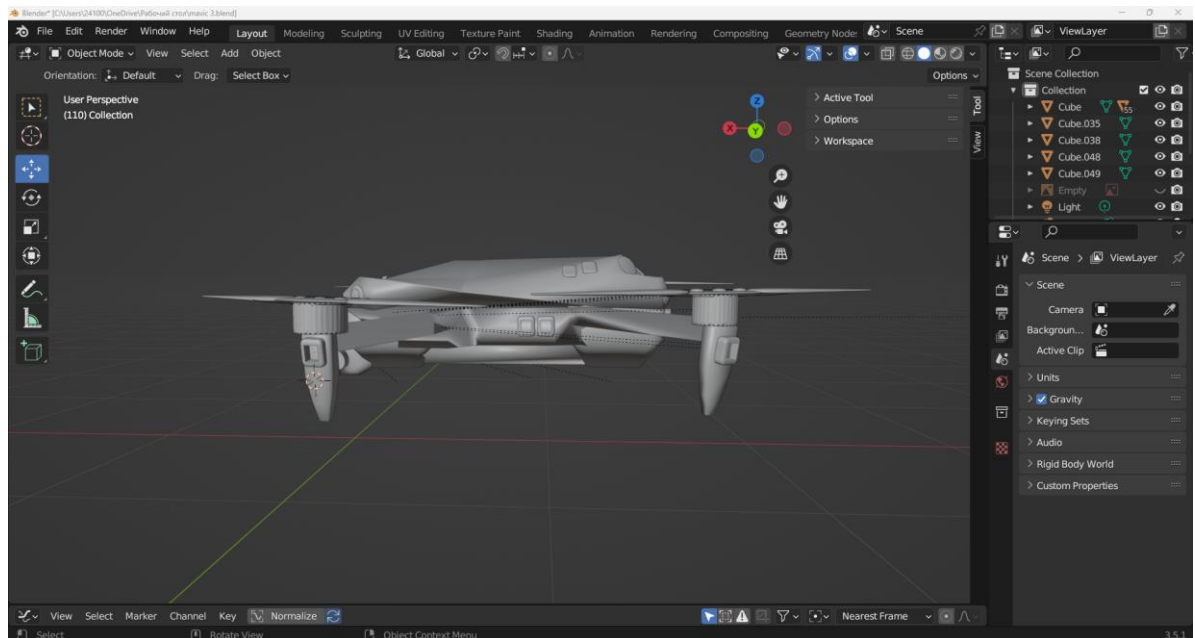 Blender* [C:\Users\24100\OneDrive\Рабочий стол\mavic 3.blend]
File Edit Render Window Help Layout Modeling Sculpting UV Editing Texture Paint Shading Animation Rendering Compositing Geometry Node Scene ViewLayer
Object Mode View Select Add Object Global
Orientation: Default Drag: Select Box Options
User Perspective
(110) Collection
Z
X
Y
Active Tool
Options
Workspace
Tool
View
Scene Collection
Collection
Cube 55
Cube.035
Cube.038
Cube.048
Cube.049
Empty
Light
Scene > ViewLayer
Scene
Camera
Backgroun...
Active Clip
Units
Gravity
Keying Sets
Audio
Rigid Body World
Custom Properties
View Select Marker Channel Key Normalize Nearest Frame
Select Rotate View Object Context Menu 3.5.1